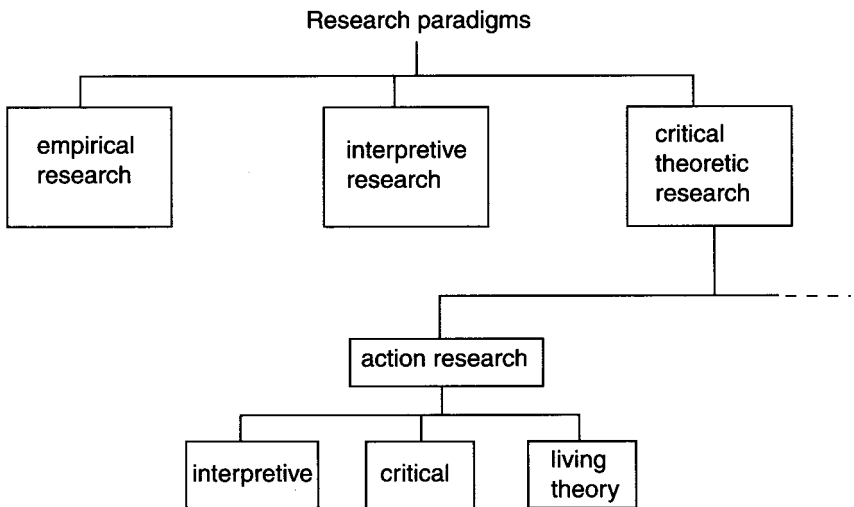 Research paradigms
empirical
research
interpretive
research
critical
theoretic
research
action research
interpretive
critical
living
theory